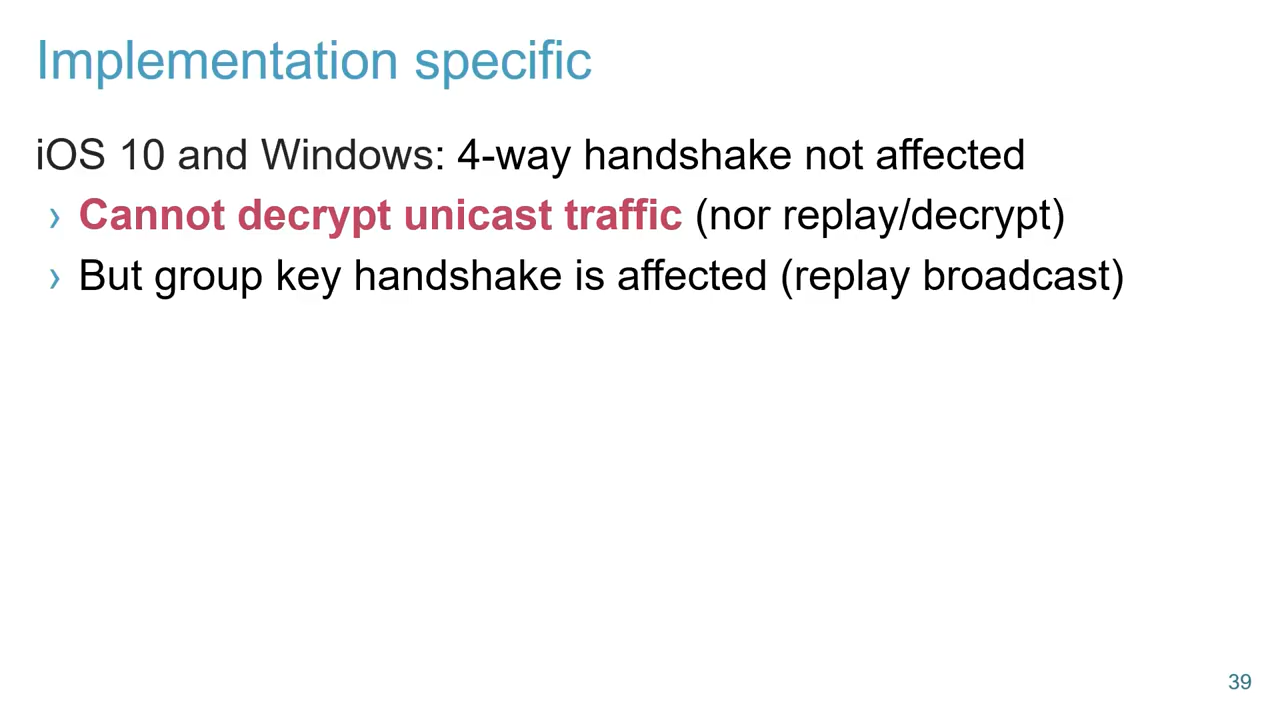 Implementation specific
iOS 10 and Windows: 4-way handshake not affected
› Cannot decrypt unicast traffic (nor replay/decrypt)
› But group key handshake is affected (replay broadcast)
39